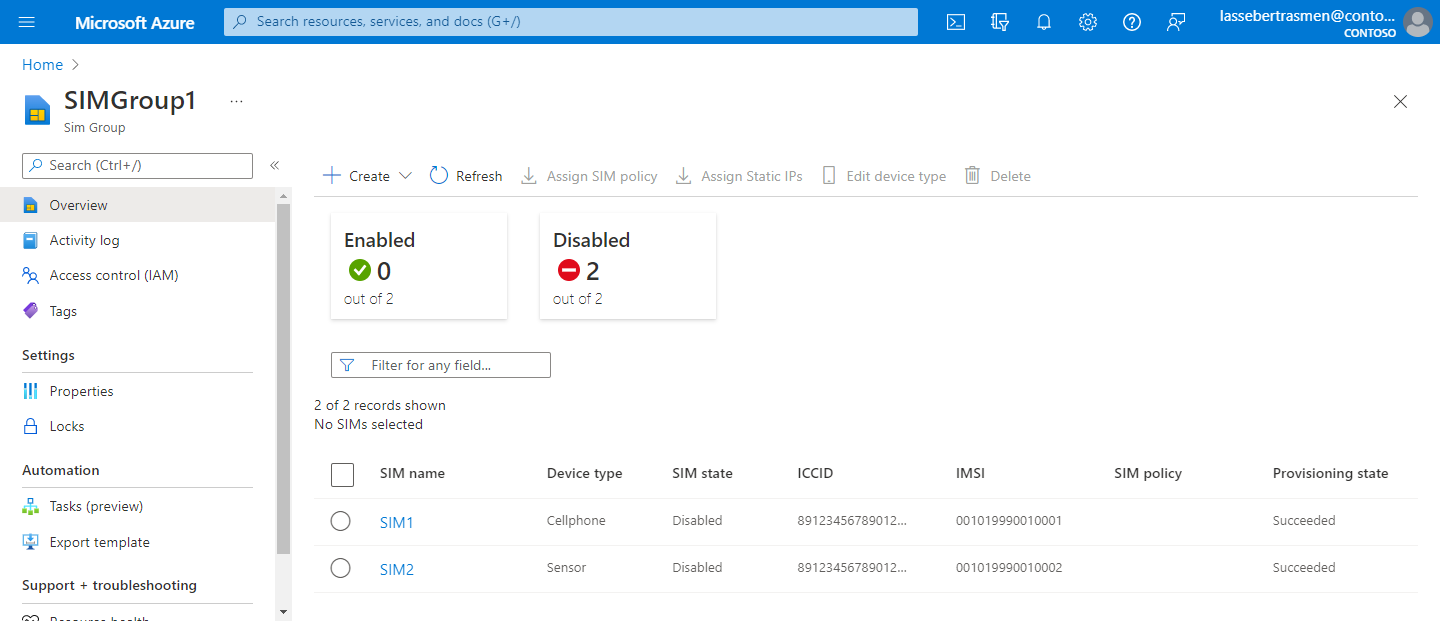 Microsoft Azure
Search resources, services, and docs (G+/)
lassebertrasmen@conto...
CONTOSO
Home
SIMGroup1
...
Sim Group
Search (Ctrl+/)
Overview
Activity log
Access control (IAM)
Tags
Settings
Properties
Locks
Automation
Tasks (preview)
Export template
Support + troubleshooting
Resource health
Create
Refresh
Assign SIM policy
Assign Static IPs
Edit device type
Delete
Enabled
0
out of 2
Disabled
2
out of 2
Filter for any field...
2 of 2 records shown
No SIMs selected
SIM name Device type SIM state ICCID IMSI SIM policy Provisioning state
SIM1 Cellphone Disabled 89123456789012... 001019990010001 Succeeded
SIM2 Sensor Disabled 89123456789012... 001019990010002 Succeeded